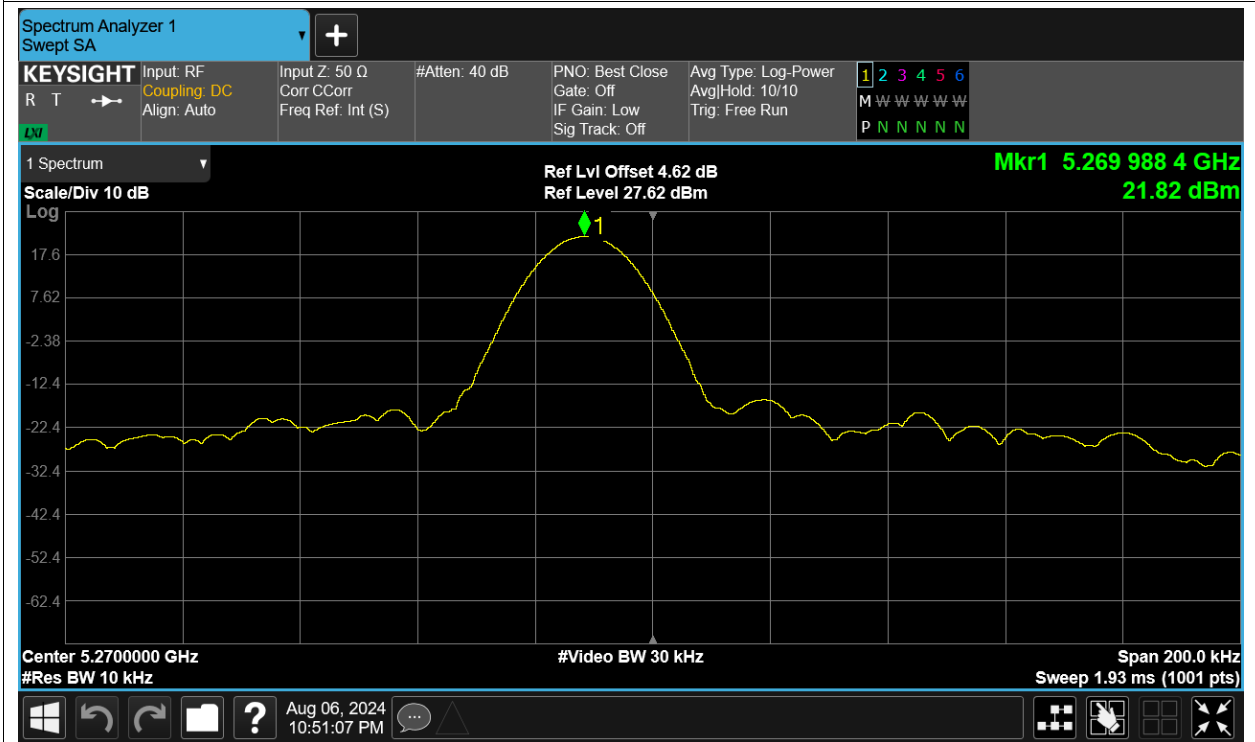 Spectrum Analyzer 1
Swept SA
+
KEYSIGHT
R T
LXI
Input: RF
Coupling: DC
Align: Auto
Input Z: 50 Ω
Corr CCorr
Freq Ref: Int (S)
#Atten: 40 dB
PNO: Best Close
Gate: Off
IF Gain: Low
Sig Track: Off
Avg Type: Log-Power
Avg|Hold: 10/10
Trig: Free Run
1 2 3 4 5 6
M W W W W W
P N N N N N
1 Spectrum
Scale/Div 10 dB
Log
Ref Lvl Offset 4.62 dB
Ref Level 27.62 dBm
Mkr1 5.269 988 4 GHz
21.82 dBm
1
17.6
7.62
-2.38
-12.4
-22.4
-32.4
-42.4
-52.4
-62.4
Center 5.2700000 GHz
#Res BW 10 kHz
#Video BW 30 kHz
Span 200.0 kHz
Sweep 1.93 ms (1001 pts)
?
Aug 06, 2024
10:51:07 PM